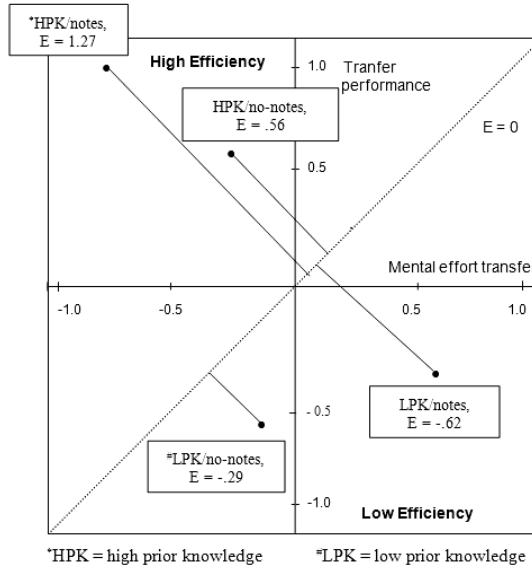 *HPK/notes,
E = 1.27
High Efficiency
1.0
Tranfer
performance
HPK/no-notes,
E = .56
E = 0
0.5
Mental effort transfe
-1.0
-0.5
0.5
1.0
- 0.5
LPK/notes,
E = -.62
#LPK/no-notes,
E = -.29
-1.0
Low Efficiency
*HPK = high prior knowledge
#LPK = low prior knowledge